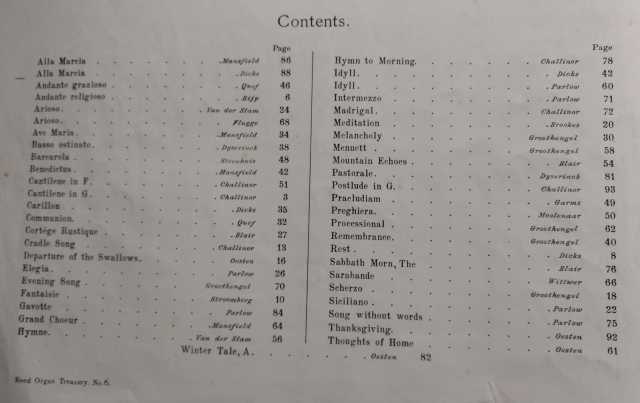 Contents.
Page
Alla Marcia . . . . . . Mansfield 86
Alla Marcia . . . . . . Dicks 88
Andante grazioso . . . . . Quef 46
Andante religioso . . . . . 6
Arioso. . . . . . Van der Stam 24
Arioso. . . . . . . Flugge 68
Ave Maria . . . . . . Mansfield 34
Basso ostinato. . . . . Dyserinck 38
Barcarola . . . . . . 48
Benedictus. . . . . . Mansfield 42
Cantilene in F. . . . . . Challinor 51
Cantilene in G. . . . . . Challinor 3
Carillon . . . . . . . Dicks 35
Communion. . . . . . . Quef 32
Cortège Rustique . . . . . Blair 27
Cradle Song . . . . . Challinor 13
Departure of the Swallows. . . . Oosten 16
Elegia. . . . . . . Parlow 26
Evening Song . . . . . Groothengel 70
Fantaisie . . . . . . Stroomberg 10
Gavotte . . . . . . . Parlow 84
Grand Choeur . . . . . Mansfield 64
Hymne. . . . . . Van der Stam 56
Page
Hymn to Morning. . . . . . Challinor 78
Idyll. . . . . . . . Dicks 42
Idyll. . . . . . . . Parlow 60
Intermezzo . . . . . . Parlow 71
Madrigal. . . . . . . Challinor 72
Meditation . . . . . . Brookes 20
Melancholy . . . . . . Groothengel 30
Menuett . . . . . . Groothengel 58
Mountain Echoes . . . . . . Blair 54
Pastorale. . . . . . . Dyserinck 81
Postlude in G. . . . . . Challinor 93
Praeludium . . . . . . Garms 49
Preghiera. . . . . . . Moolenaar 50
Processional . . . . . Groothengel 62
Remembrance. . . . . . Groothengel 40
Rest . . . . . . . . Dicks 8
Sabbath Morn, The . . . . . Blair 76
Sarabande . . . . . . Wittwer 66
Scherzo . . . . . . Groothengel 18
Siciliano . . . . . . . Parlow 22
Song without words . . . . . Parlow 75
Thanksgiving. . . . . . . Oosten 92
Thoughts of Home . . . . . Oosten 61
Winter Tale, A. . . . . . . Oosten 82
Reed Organ Treasury. No. 6.